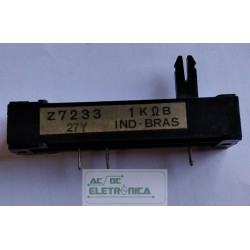 Z7233 1KΩB
27Y IND-BRAS
AC/DC
ELETRÔNICA